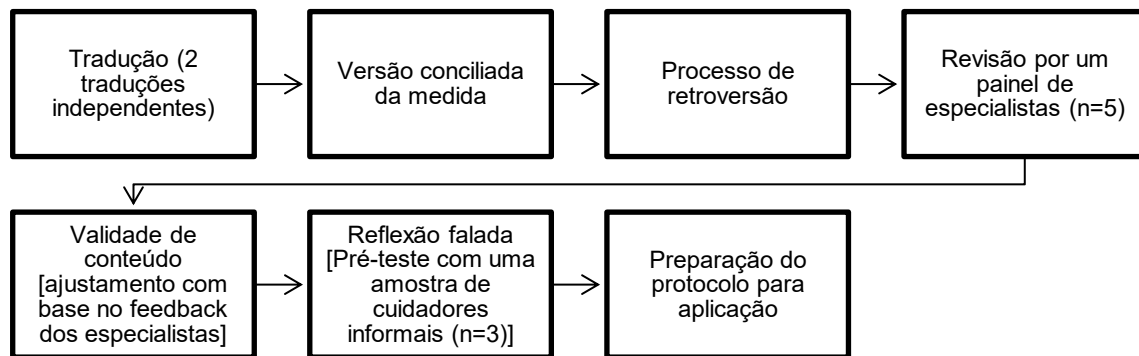 Tradução (2
traduções
independentes)
Versão conciliada
da medida
Processo de
retroversão
Revisão por um
painel de
especialistas (n=5)
Validade de
conteúdo
[ajustamento com
base no feedback
dos especialistas]
Reflexão falada
[Pré-teste com uma
amostra de
cuidadores
informais (n=3)]
Preparação do
protocolo para
aplicação